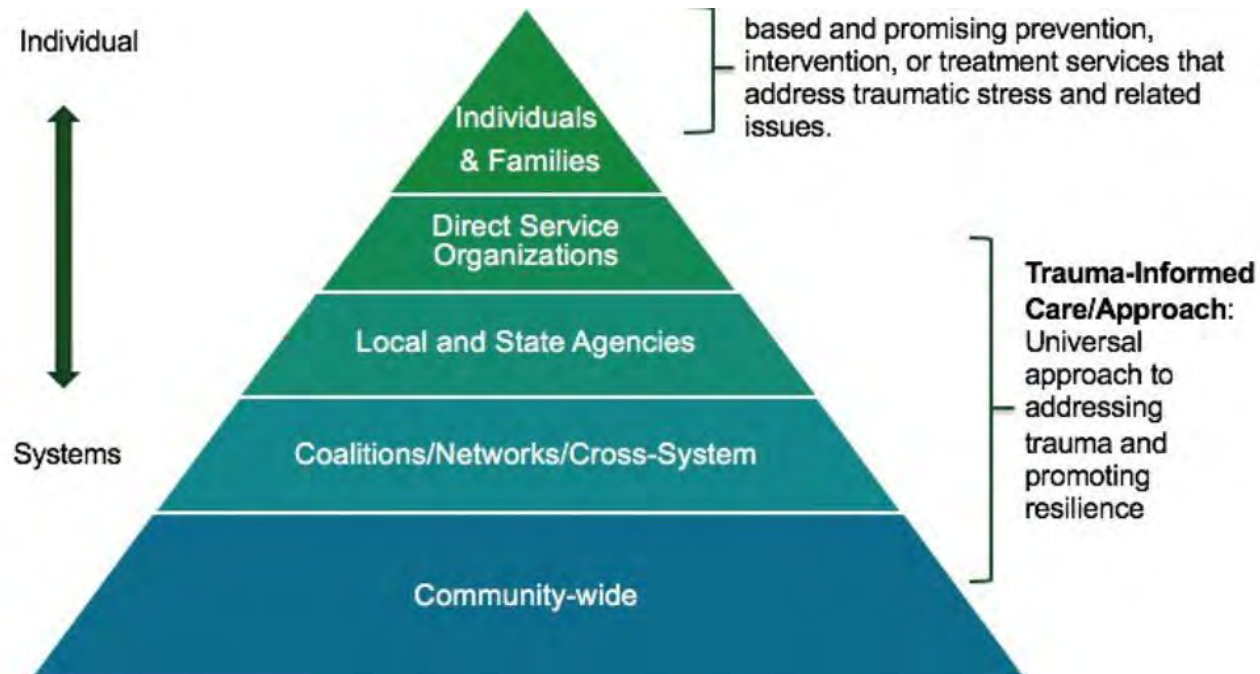 Individual
based and promising prevention,
intervention, or treatment services that
address traumatic stress and related
issues.
Individuals
& Families
Direct Service
Organizations
Local and State Agencies
Coalitions/Networks/Cross-System
Community-wide
Systems
Trauma-Informed
Care/Approach:
Universal
approach to
addressing
trauma and
promoting
resilience